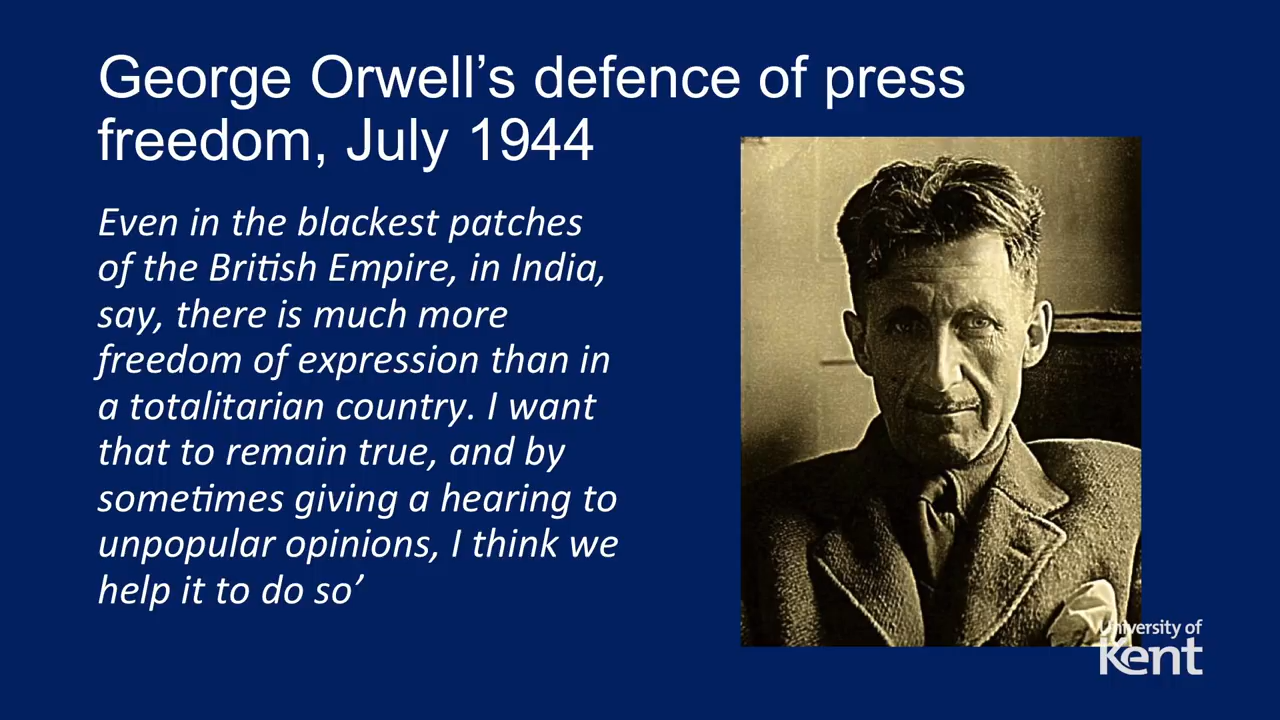 George Orwell’s defence of press
freedom, July 1944
Even in the blackest patches
of the British Empire, in India,
say, there is much more
freedom of expression than in
a totalitarian country. I want
that to remain true, and by
sometimes giving a hearing to
unpopular opinions, I think we
help it to do so’
University of
Kent